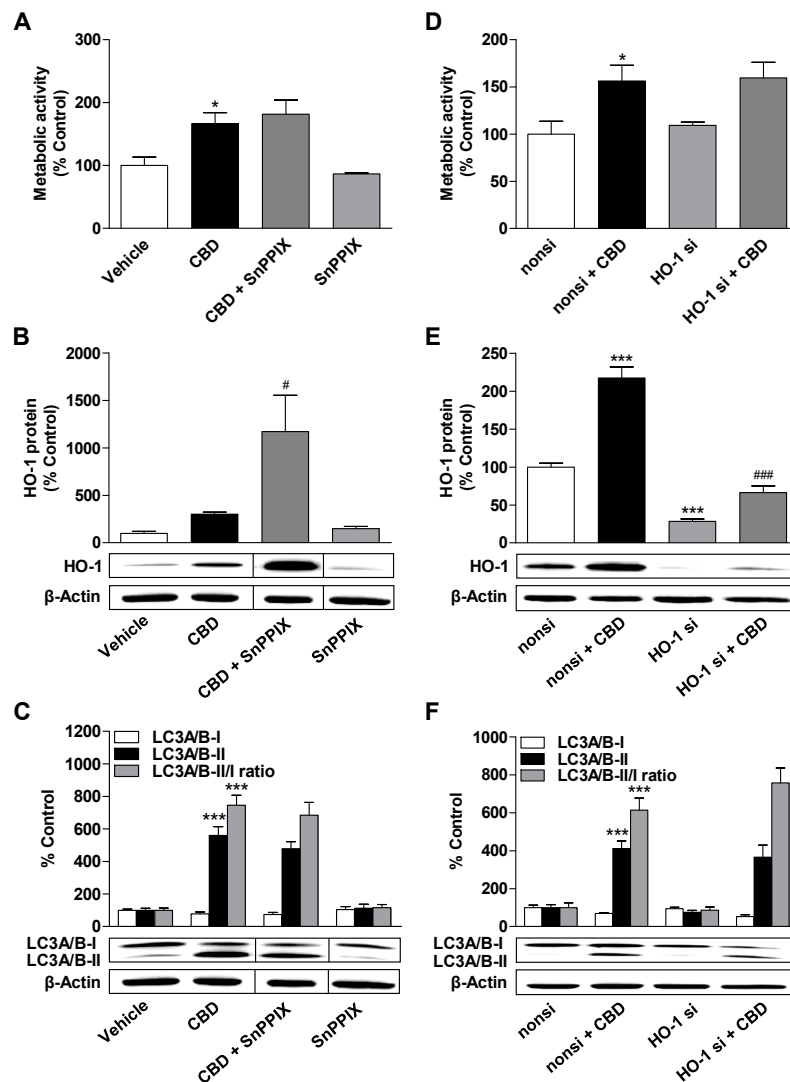 A
Metabolic activity
(% Control)
300
200
100
0
*
Vehicle
CBD
CBD + SnPPIX
SnPPIX
B
HO-1 protein
(% Control)
2000
1500
1000
500
0
#
HO-1
β-Actin
Vehicle
CBD
CBD + SnPPIX
SnPPIX
C
% Control
1200
1000
800
600
400
200
0
LC3A/B-I
LC3A/B-II
LC3A/B-II/I ratio
***
***
LC3A/B-I
LC3A/B-II
β-Actin
Vehicle
CBD
CBD + SnPPIX
SnPPIX
D
Metabolic activity
(% Control)
200
150
100
50
0
*
nonsi
nonsi + CBD
HO-1 si
HO-1 si + CBD
E
HO-1 protein
(% Control)
250
200
150
100
50
0
***
***
###
HO-1
β-Actin
nonsi
nonsi + CBD
HO-1 si
HO-1 si + CBD
F
% Control
1000
800
600
400
200
0
LC3A/B-I
LC3A/B-II
LC3A/B-II/I ratio
***
***
LC3A/B-I
LC3A/B-II
β-Actin
nonsi
nonsi + CBD
HO-1 si
HO-1 si + CBD